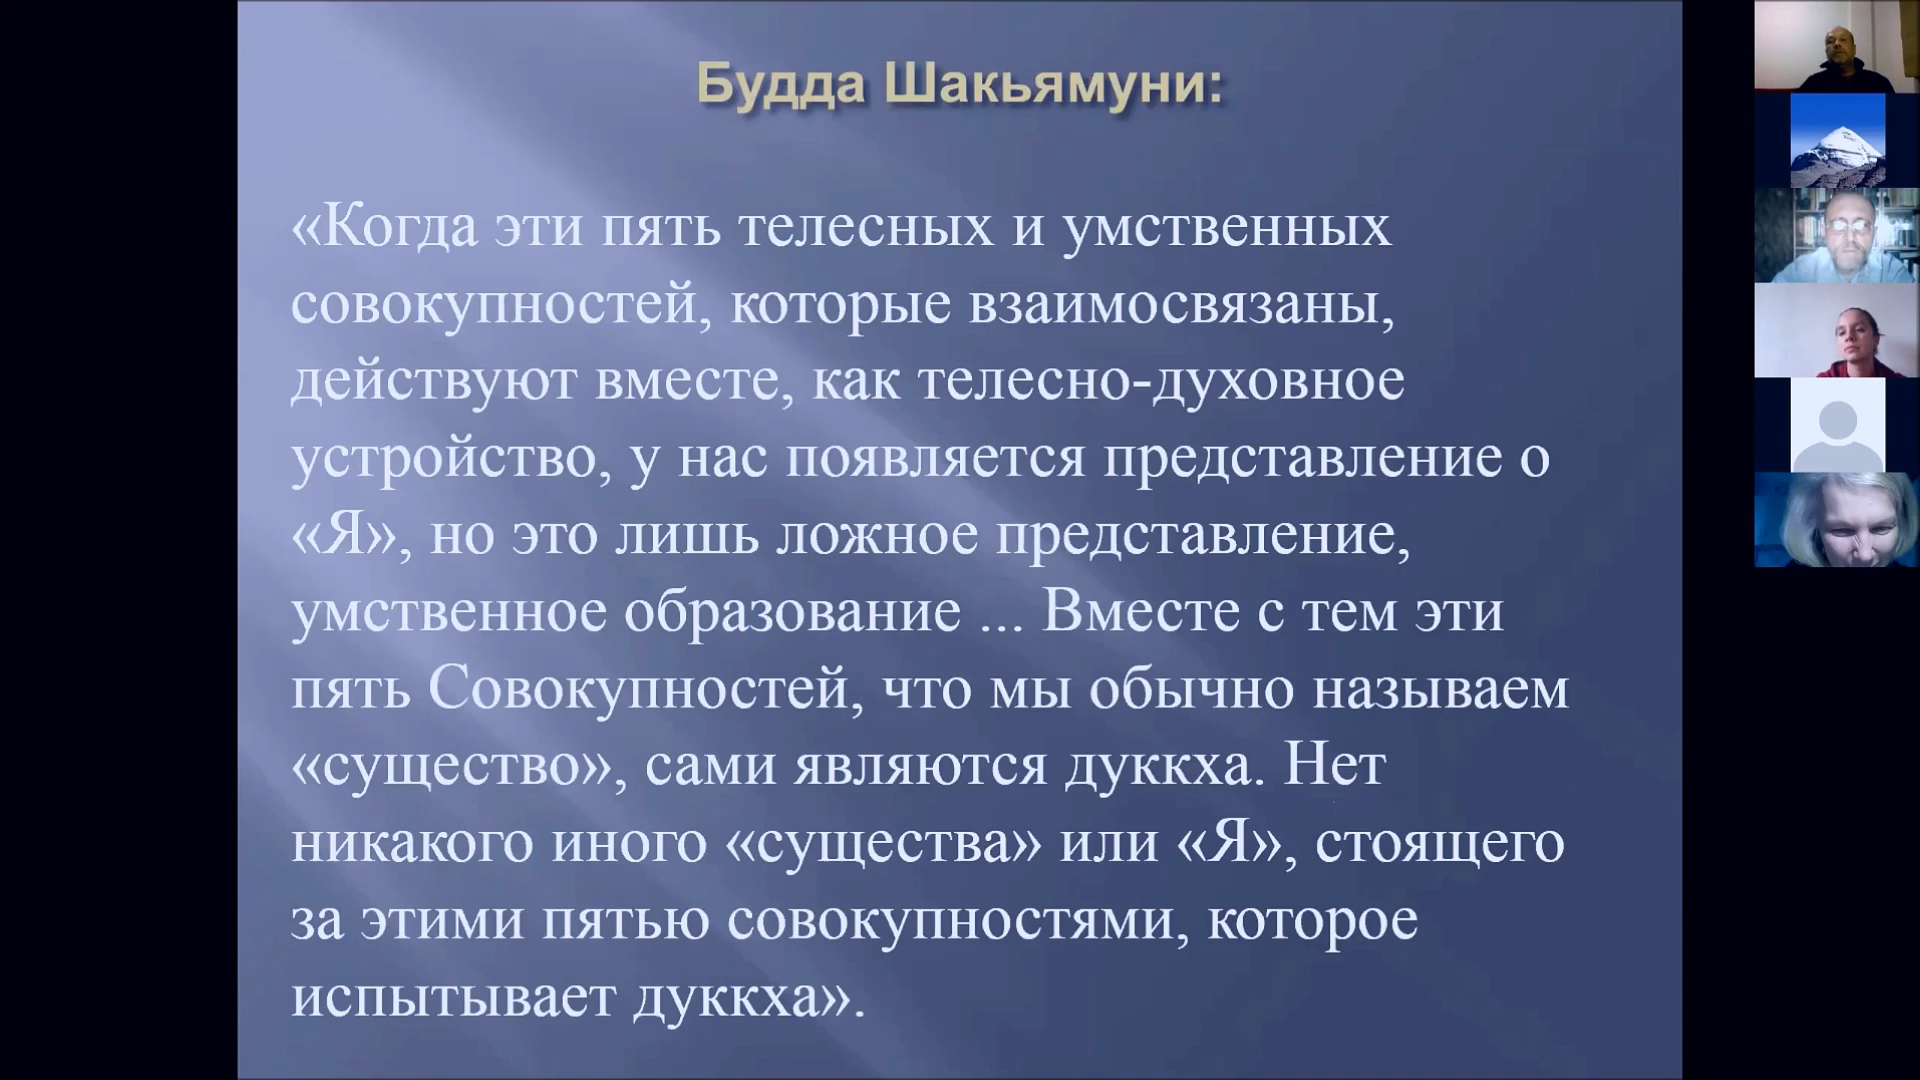 Будда Шакьямуни:
«Когда эти пять телесных и умственных
совокупностей, которые взаимосвязаны,
действуют вместе, как телесно-духовное
устройство, у нас появляется представление о
«Я», но это лишь ложное представление,
умственное образование ... Вместе с тем эти
пять Совокупностей, что мы обычно называем
«существо», сами являются дуккха. Нет
никакого иного «существа» или «Я», стоящего
за этими пятью совокупностями, которое
испытывает дуккха».